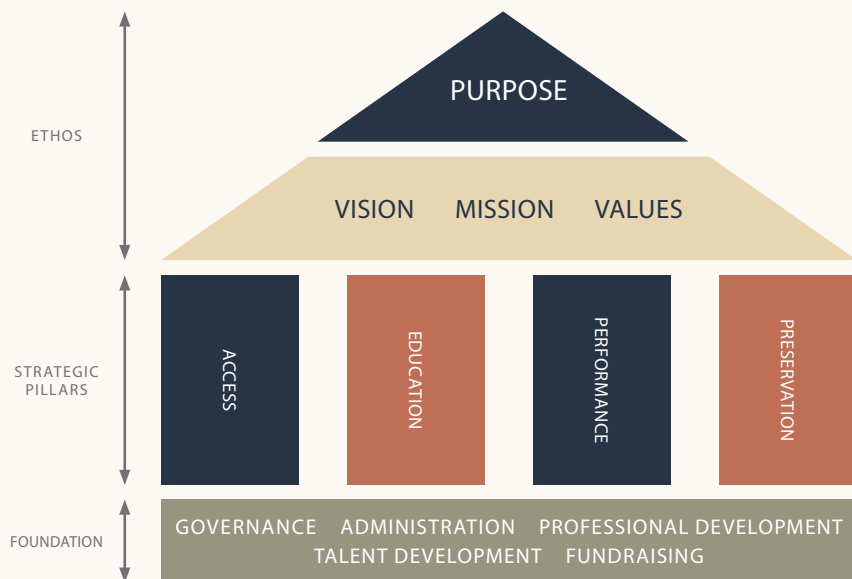 PURPOSE
ETHOS
VISION MISSION VALUES
STRATEGIC
PILLARS
ACCESS
EDUCATION
PERFORMANCE
PRESERVATION
FOUNDATION
GOVERNANCE ADMINISTRATION PROFESSIONAL DEVELOPMENT
TALENT DEVELOPMENT FUNDRAISING